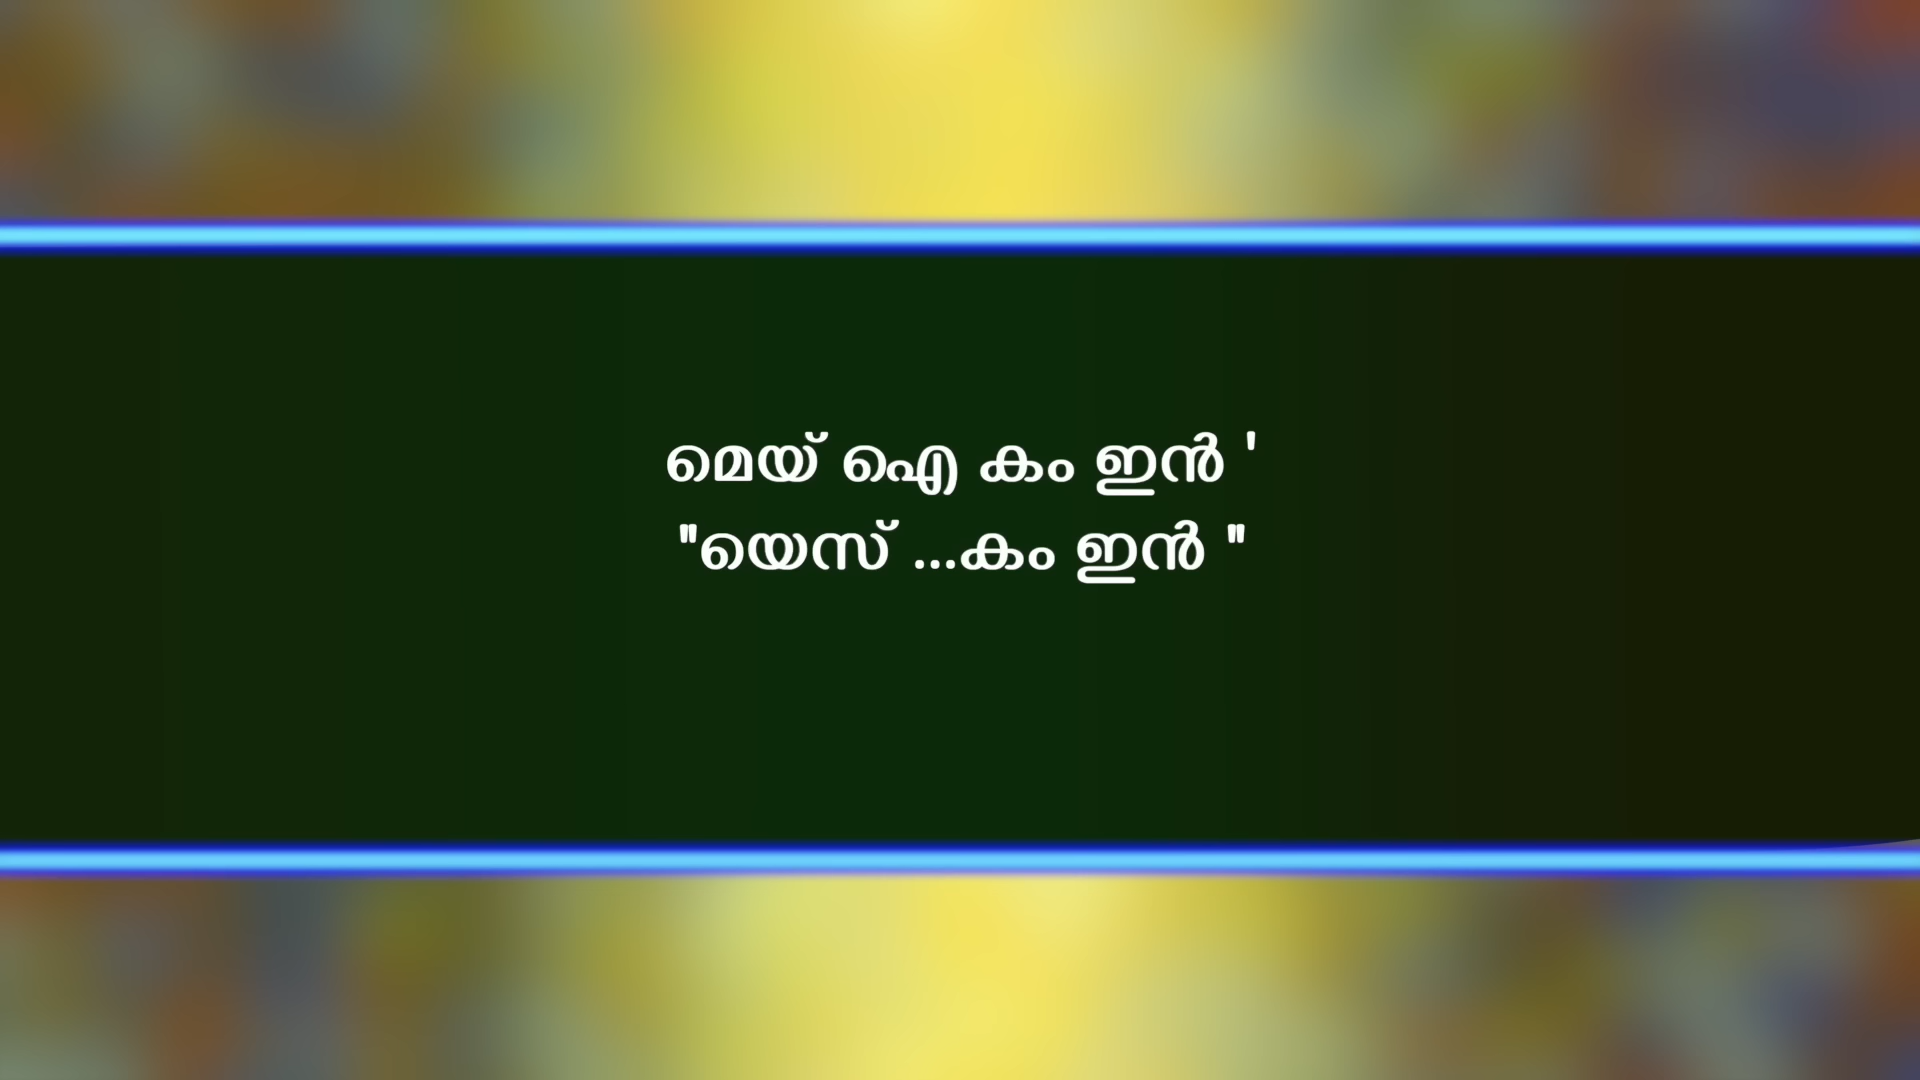 മെയ് ഐ കം ഇൻ '
"യെസ് ...കം ഇൻ "